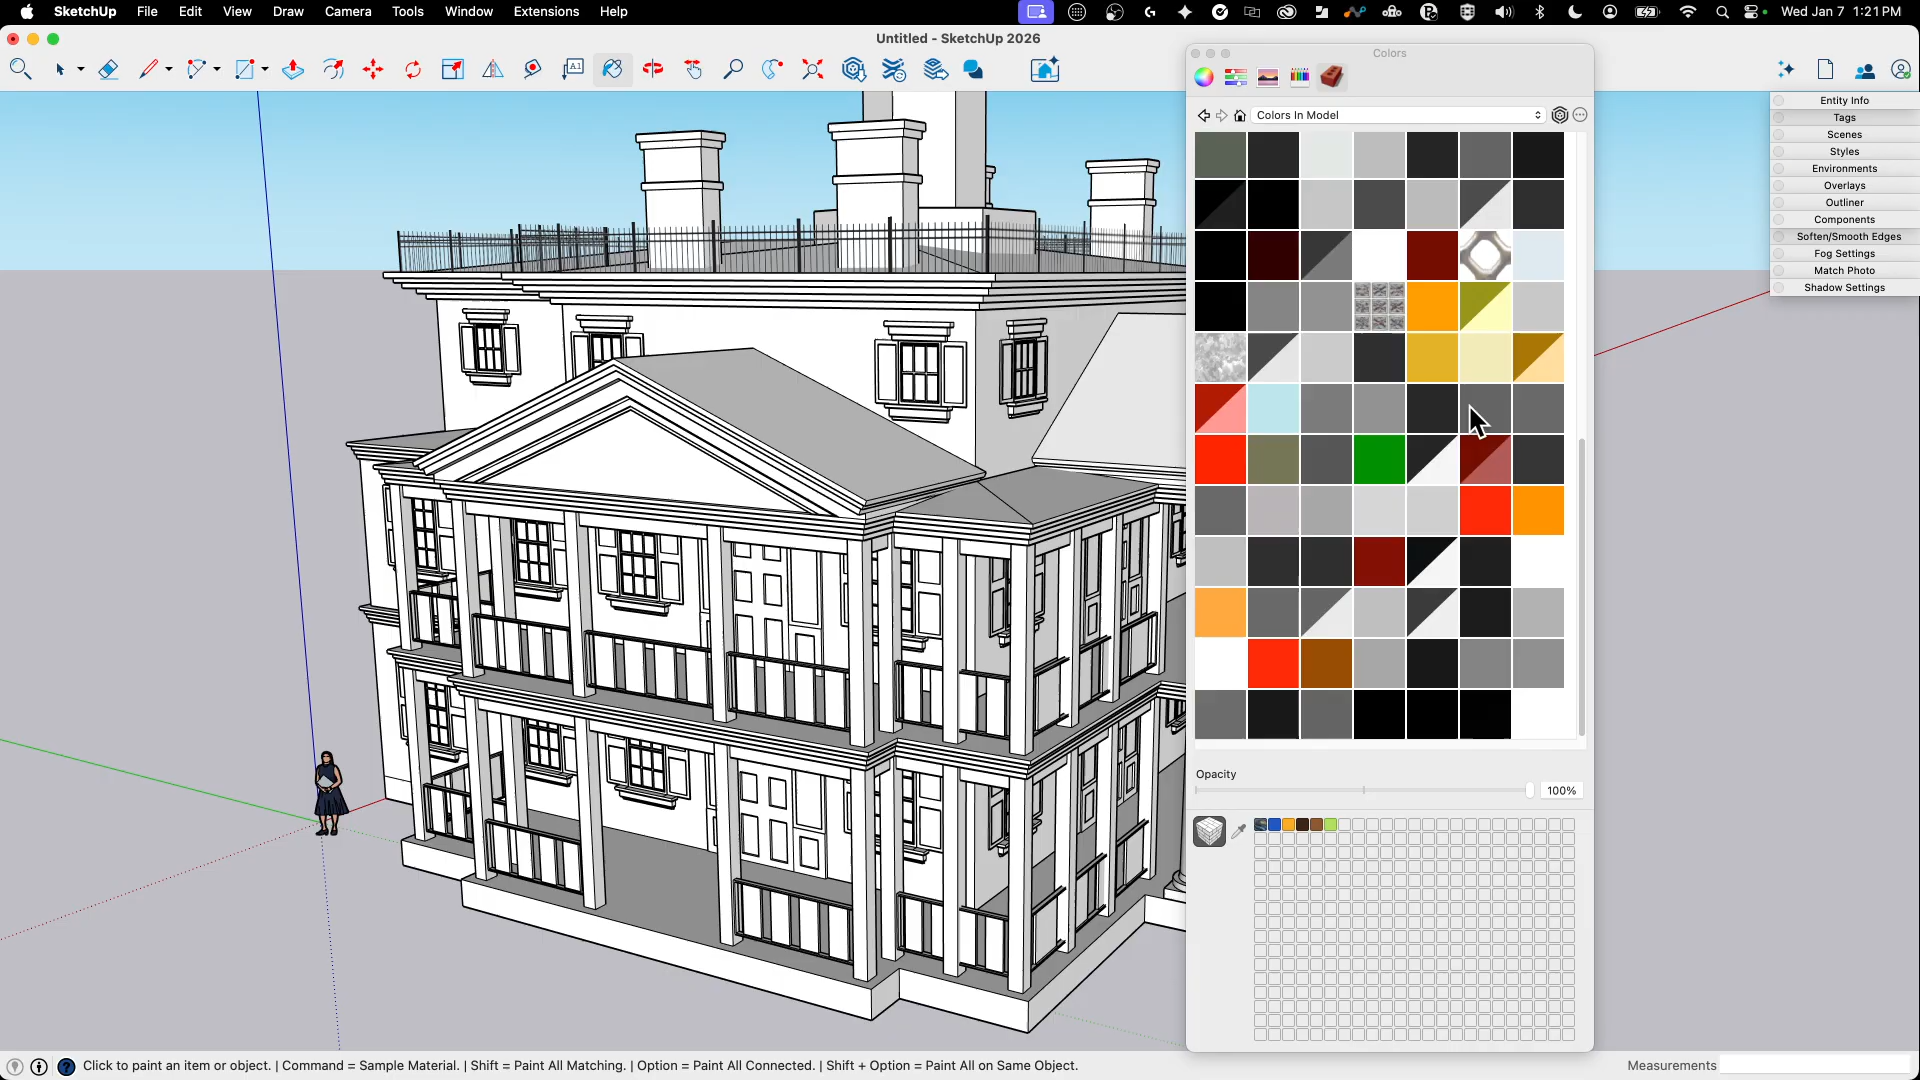 SketchUp File Edit View Draw Camera Tools Window Extensions Help
Wed Jan 7 1:21 PM
Untitled - SketchUp 2026
A1
Colors
Colors In Model
Entity Info
Tags
Scenes
Styles
Environments
Overlays
Outliner
Components
Soften/Smooth Edges
Fog Settings
Match Photo
Shadow Settings
Opacity
100%
Click to paint an item or object. | Command = Sample Material. | Shift = Paint All Matching. | Option = Paint All Connected. | Shift + Option = Paint All on Same Object.
Measurements